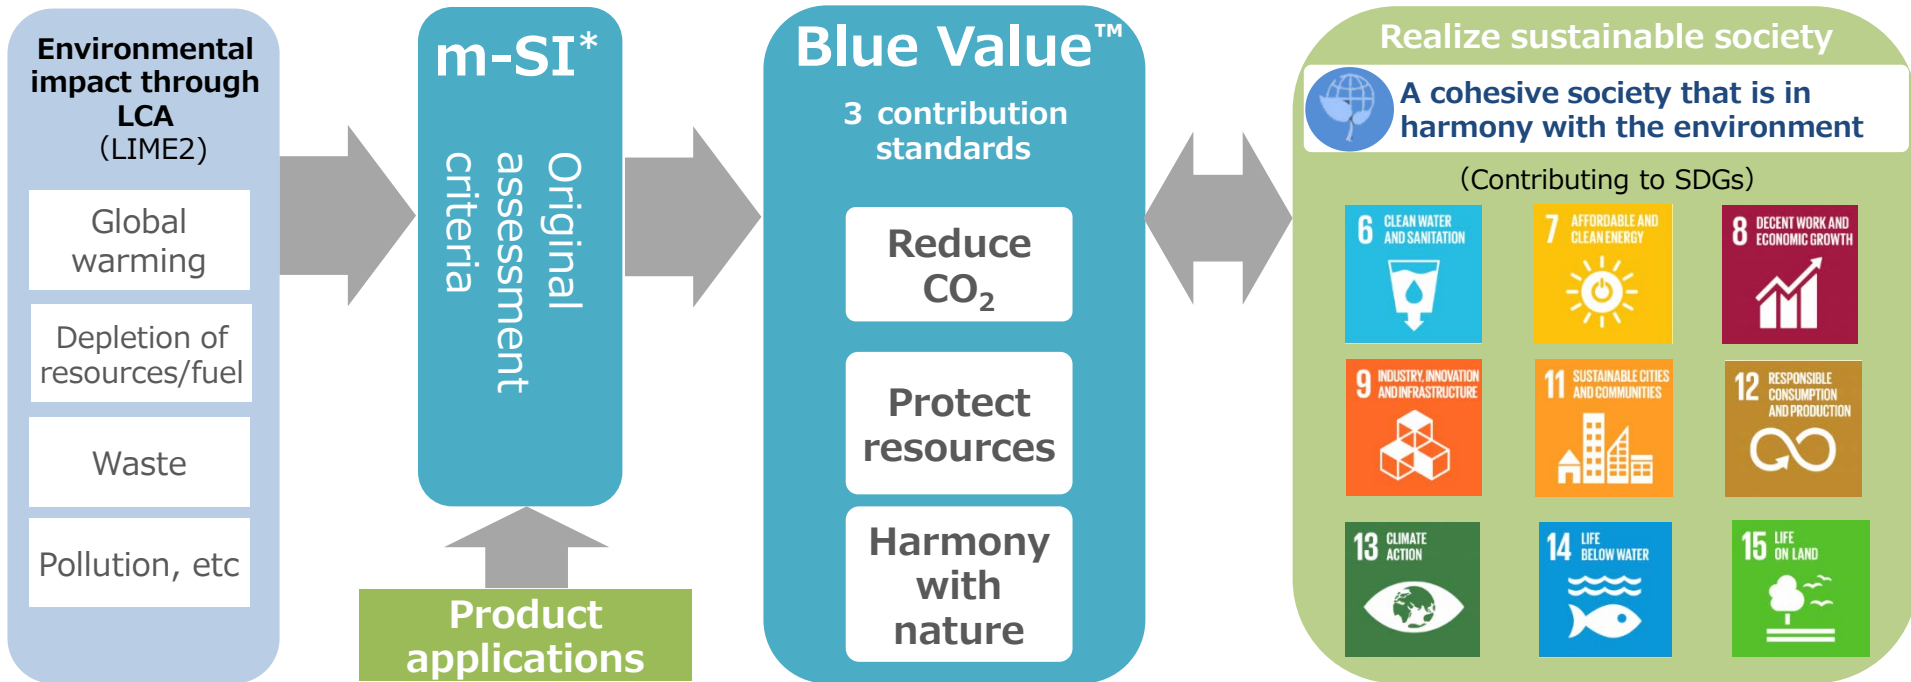 Environmental
impact through
LCA
（LIME2）
Global
warming
Depletion of
resources/fuel
Waste
Pollution, etc
m-SI*
Original
assessment
criteria
Product
applications
Blue Value™
3 contribution
standards
Reduce
CO₂
Protect
resources
Harmony
with
nature
Realize sustainable society
A cohesive society that is in
harmony with the environment
（Contributing to SDGs）
6 CLEAN WATER
AND SANITATION
7 AFFORDABLE AND
CLEAN ENERGY
8 DECENT WORK AND
ECONOMIC GROWTH
9 INDUSTRY, INNOVATION
AND INFRASTRUCTURE
11 SUSTAINABLE CITIES
AND COMMUNITIES
12 RESPONSIBLE
CONSUMPTION
AND PRODUCTION
13 CLIMATE
ACTION
14 LIFE
BELOW WATER
15 LIFE
ON LAND